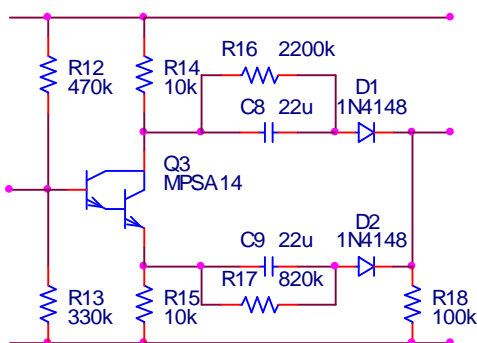 R16 2200k
R12
470k
R14
10k
C8 22u
D1
1N4148
Q3
MPSA14
C9 22u
D2
1N4148
R17 820k
R13
330k
R15
10k
R18
100k